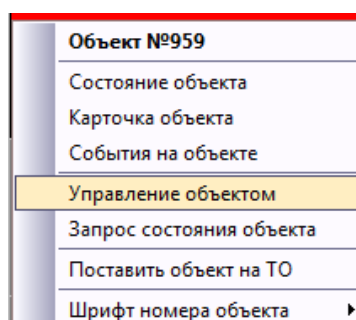 Объект №959
Состояние объекта
Карточка объекта
События на объекте
Управление объектом
Запрос состояния объекта
Поставить объект на ТО
Шрифт номера объекта